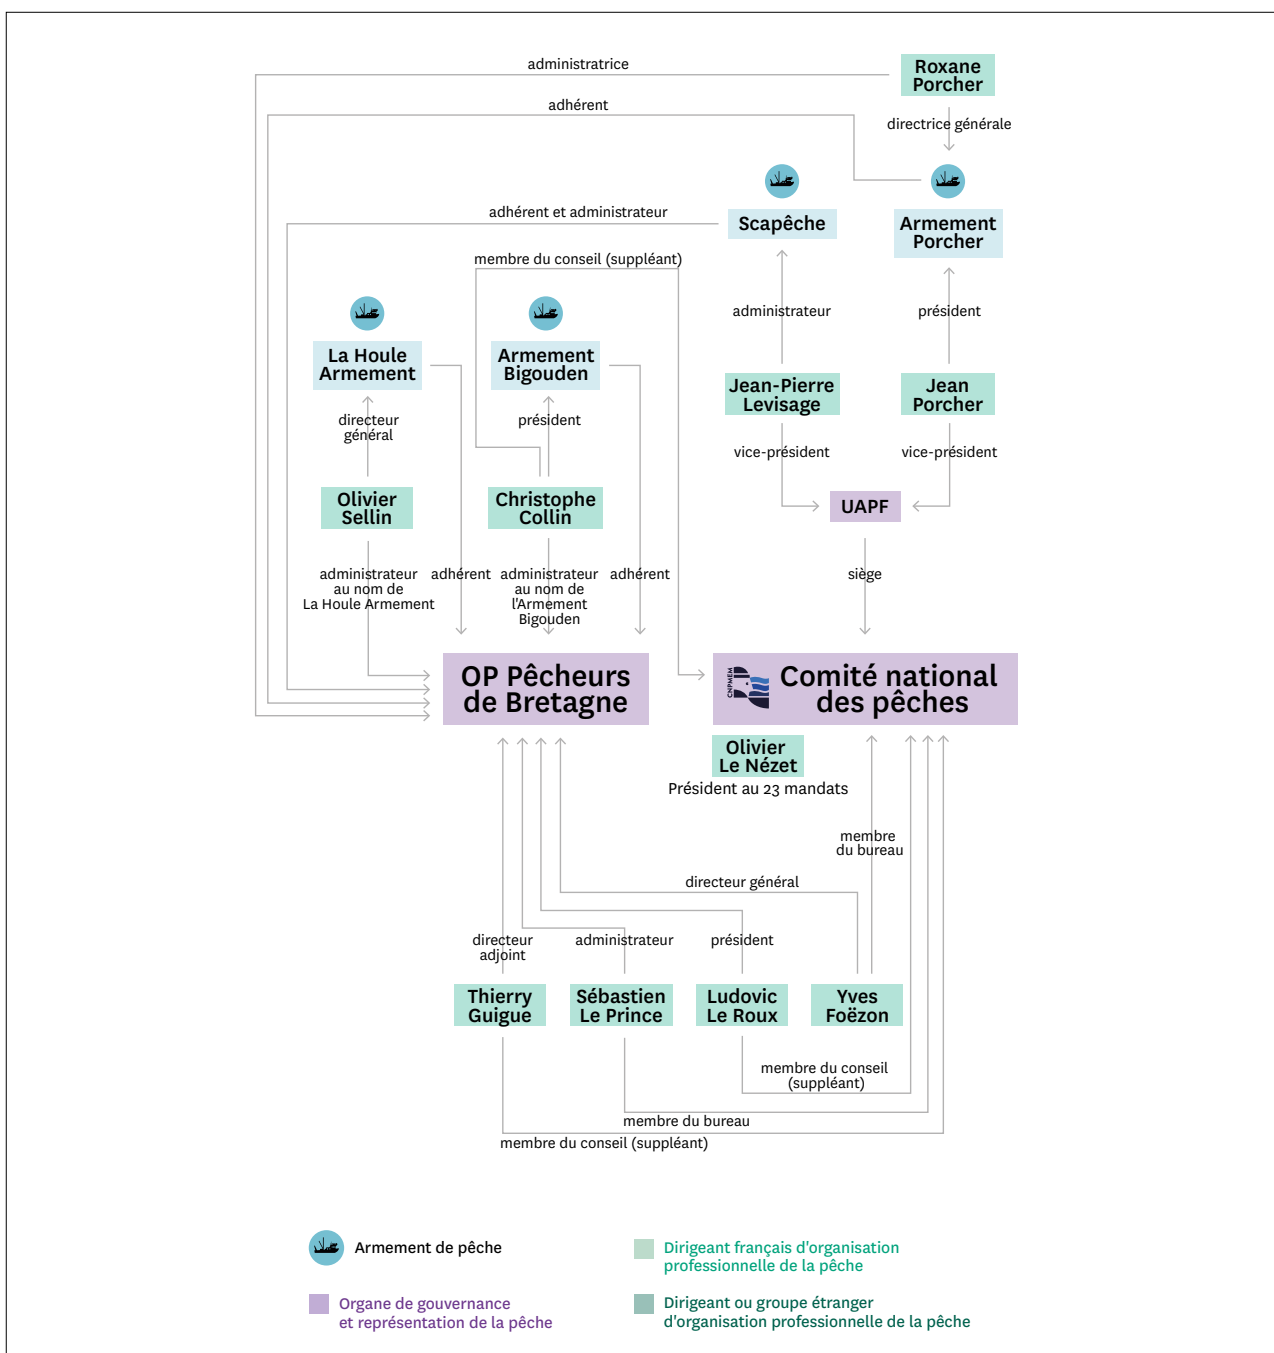 administratrice
Roxane
Porcher
adhérent
directrice générale
adhérent et administrateur
Scapêche
Armement
Porcher
membre du conseil (suppléant)
administrateur
président
La Houle
Armement
Armement
Bigouden
Jean-Pierre
Levisage
Jean
Porcher
directeur
général
président
vice-président
vice-président
Olivier
Sellin
Christophe
Collin
UAPF
administrateur
au nom de
La Houle Armement
adhérent
administrateur
au nom de
l'Armement
Bigouden
adhérent
siège
OP Pêcheurs
de Bretagne
CNPMEM
Comité national
des pêches
Olivier
Le Nézet
Président au 23 mandats
membre
du bureau
directeur général
directeur
adjoint
administrateur
président
Thierry
Guigue
Sébastien
Le Prince
Ludovic
Le Roux
Yves
Foëzon
membre du conseil
(suppléant)
membre du bureau
membre du conseil (suppléant)
Armement de pêche
Dirigeant français d'organisation
professionnelle de la pêche
Organe de gouvernance
et représentation de la pêche
Dirigeant ou groupe étranger
d'organisation professionnelle de la pêche